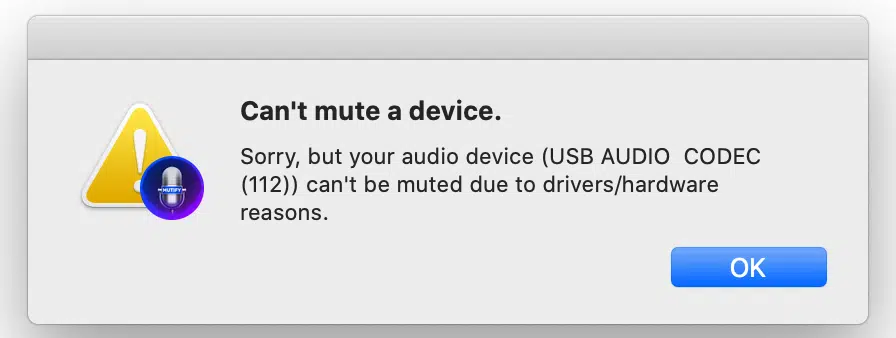 Can't mute a device.
Sorry, but your audio device (USB AUDIO  CODEC
(112)) can't be muted due to drivers/hardware
reasons.
MUTIFY
OK